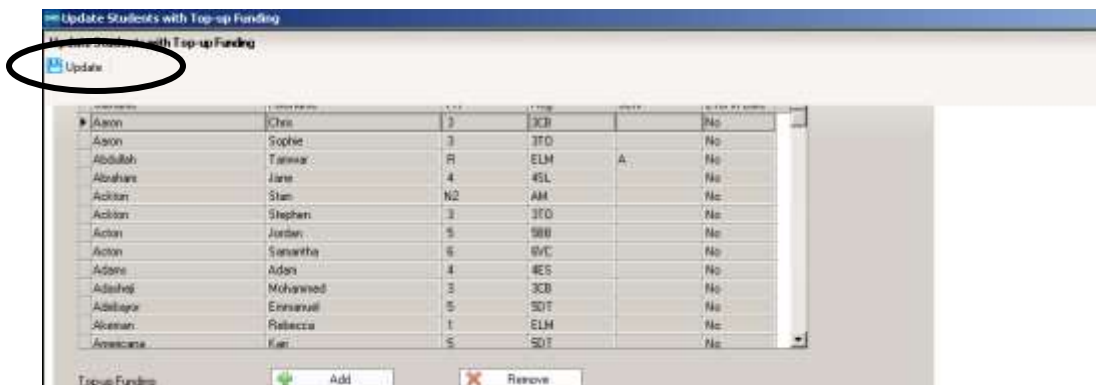 Update Students with Top-up Funding
Update Students with Top-up Funding
Update
Aaron Chris 3 3CB No
Aaron Sophie 3 3TO No
Abdullah Tanwar R ELM A No
Abraham Jane 4 4SL No
Ackton Stan N2 AM No
Ackton Stephen 3 3TO No
Acton Jordan 5 5BB No
Acton Samantha 6 6VC No
Adams Adam 4 4ES No
Mohammed 3 3CB No
Adebayor Emmanuel 5 5DT No
Akeman Rebecca 1 ELM No
Americana Kari 5 5DT No
Top-up Funding Add Remove